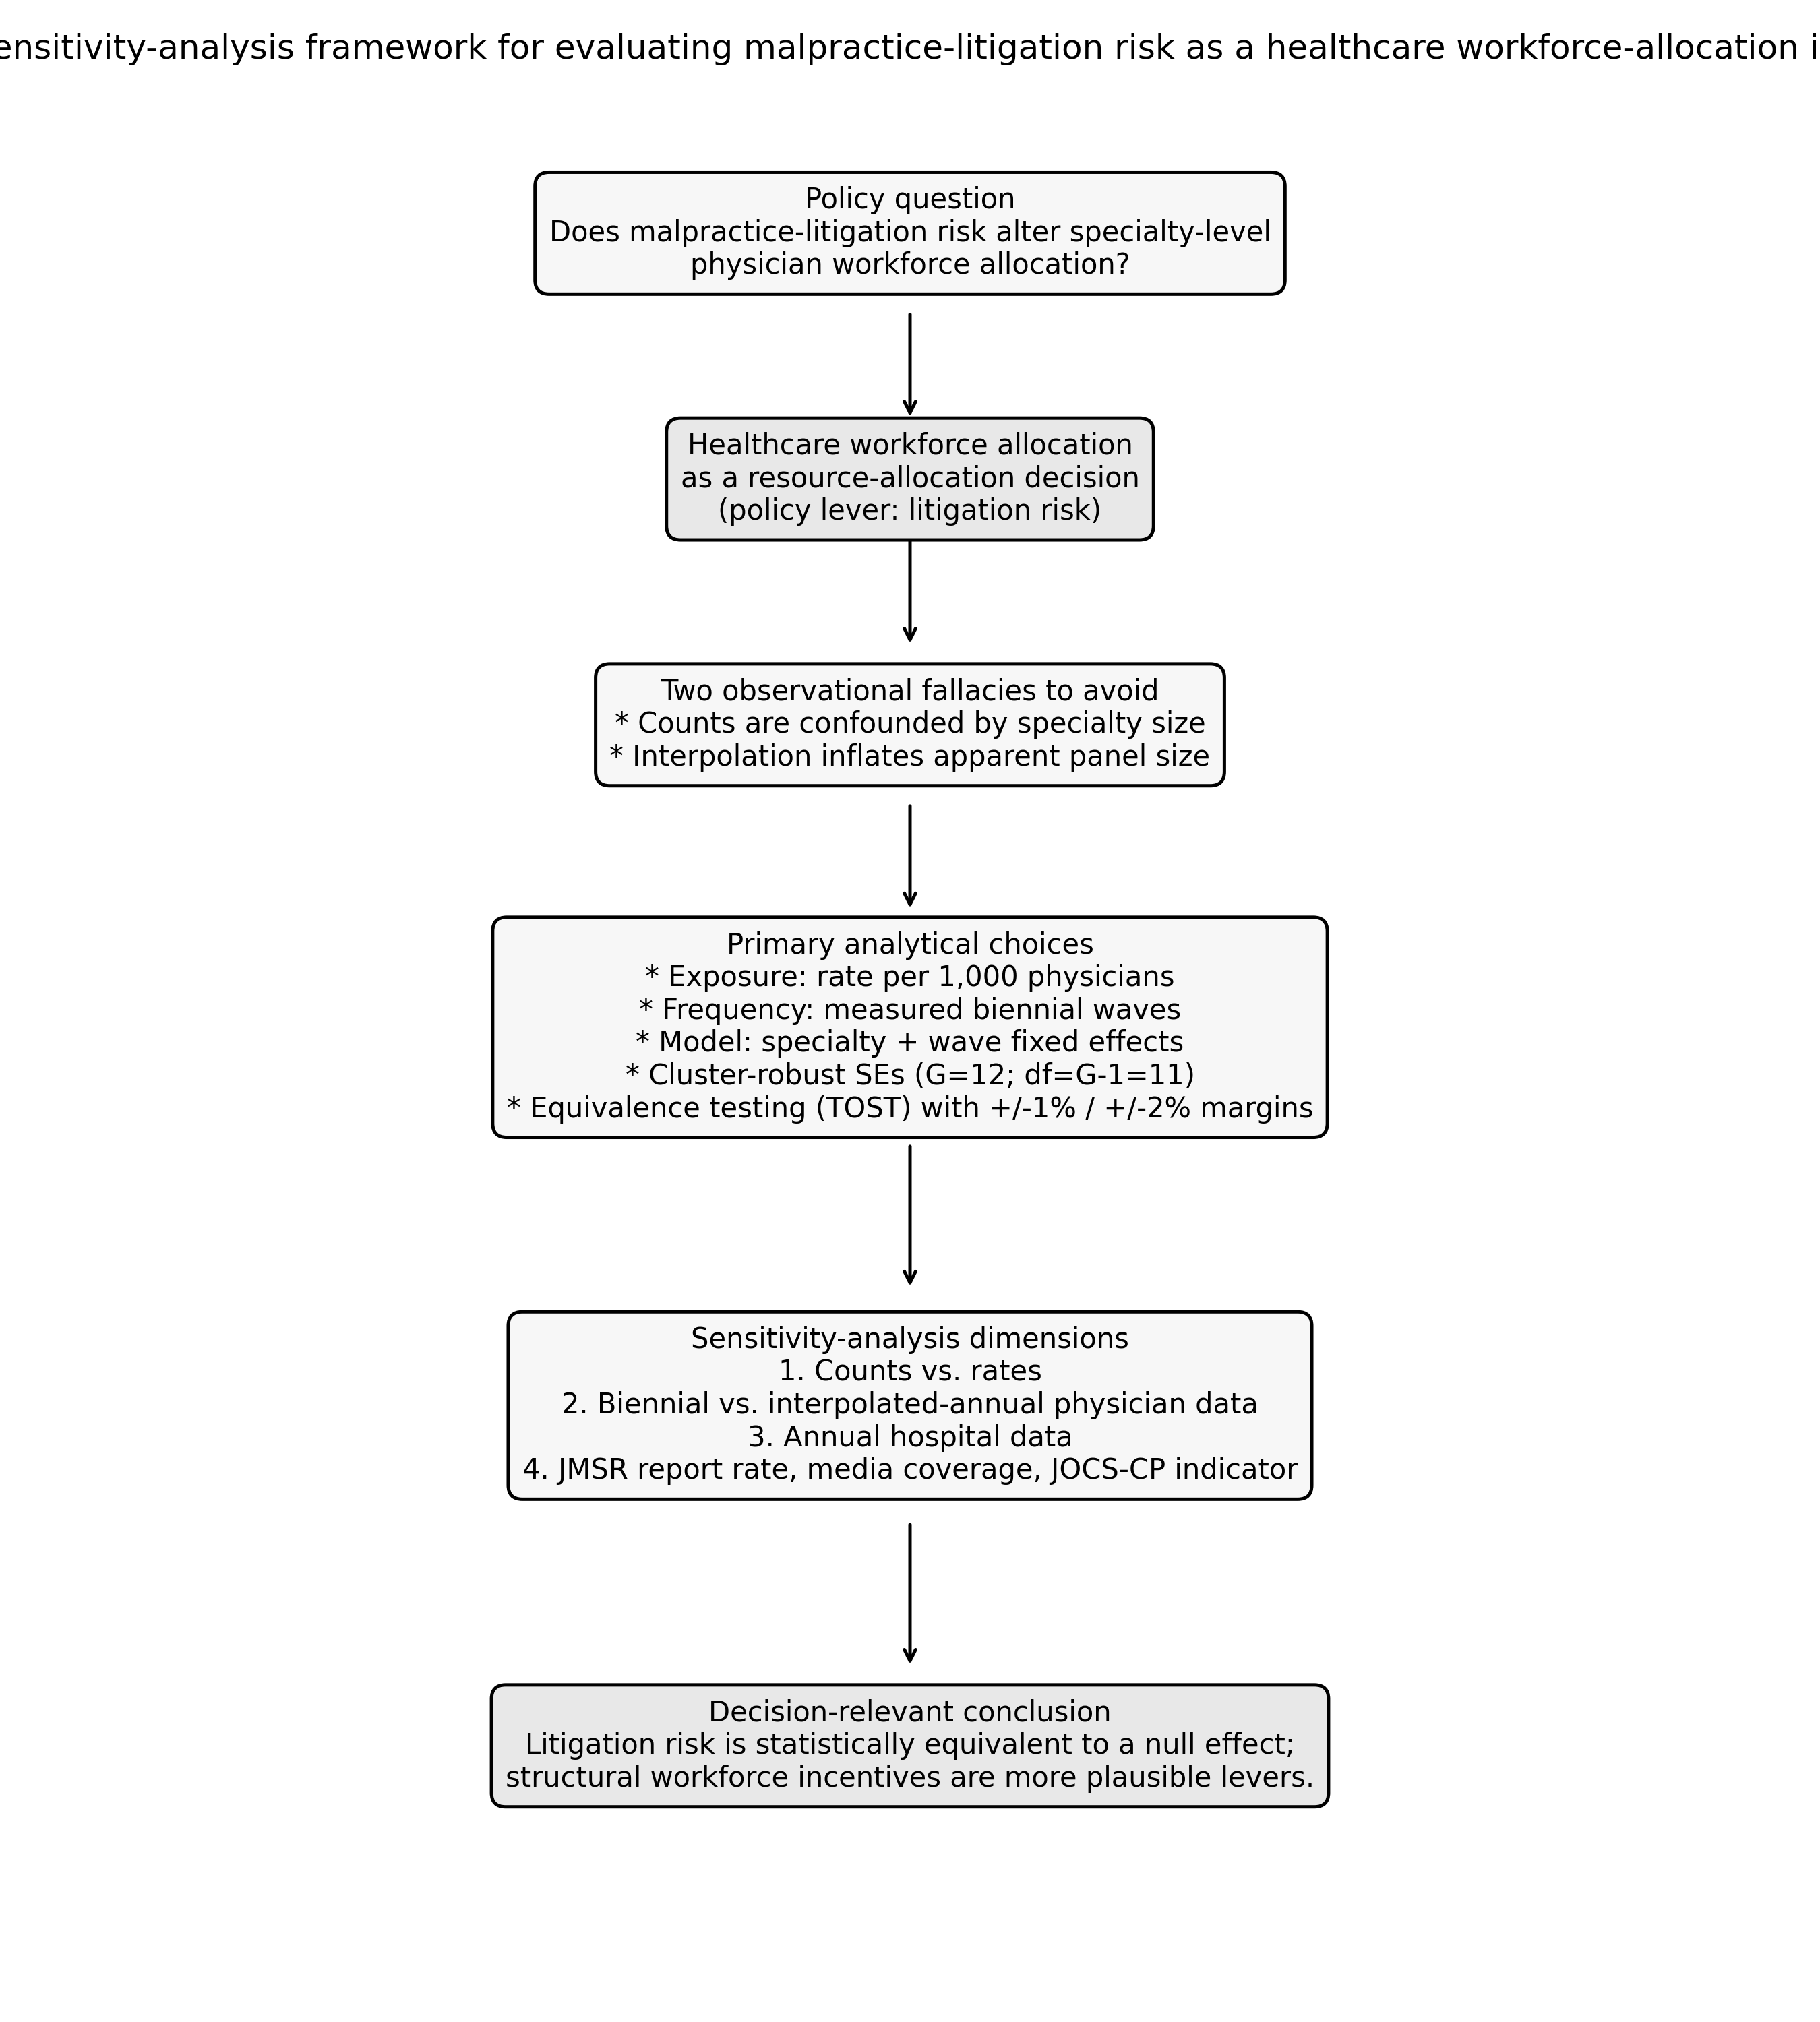 ensitivity-analysis framework for evaluating malpractice-litigation risk as a healthcare workforce-allocation i
Policy question
Does malpractice-litigation risk alter specialty-level
physician workforce allocation?
Healthcare workforce allocation
as a resource-allocation decision
(policy lever: litigation risk)
Two observational fallacies to avoid
* Counts are confounded by specialty size
* Interpolation inflates apparent panel size
Primary analytical choices
* Exposure: rate per 1,000 physicians
* Frequency: measured biennial waves
* Model: specialty + wave fixed effects
* Cluster-robust SEs (G=12; df=G-1=11)
* Equivalence testing (TOST) with +/-1% / +/-2% margins
Sensitivity-analysis dimensions
1. Counts vs. rates
2. Biennial vs. interpolated-annual physician data
3. Annual hospital data
4. JMSR report rate, media coverage, JOCS-CP indicator
Decision-relevant conclusion
Litigation risk is statistically equivalent to a null effect;
structural workforce incentives are more plausible levers.